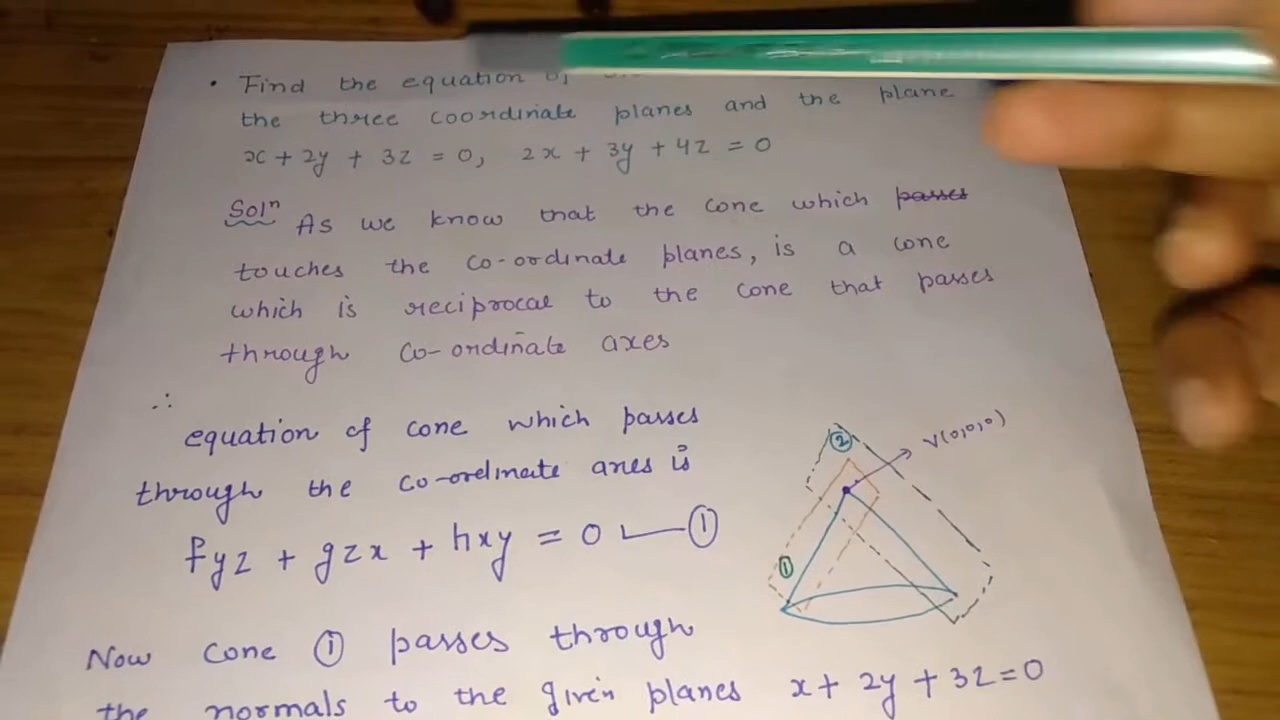 • Find the equation of
the three coordinate planes and the plane
x + 2y + 3z = 0, 2x + 3y + 4z = 0
Solⁿ As we know that the cone which passes
touches the co-ordinate planes, is a cone
which is reciprocal to the cone that passes
through co-ordinate axes
∴ equation of cone which passes
through the co-ordinate axes is
fyz + gzx + hxy = 0 — ①
② V(0,0,0)
①
Now cone ① passes through
the normals to the given planes x + 2y + 3z = 0